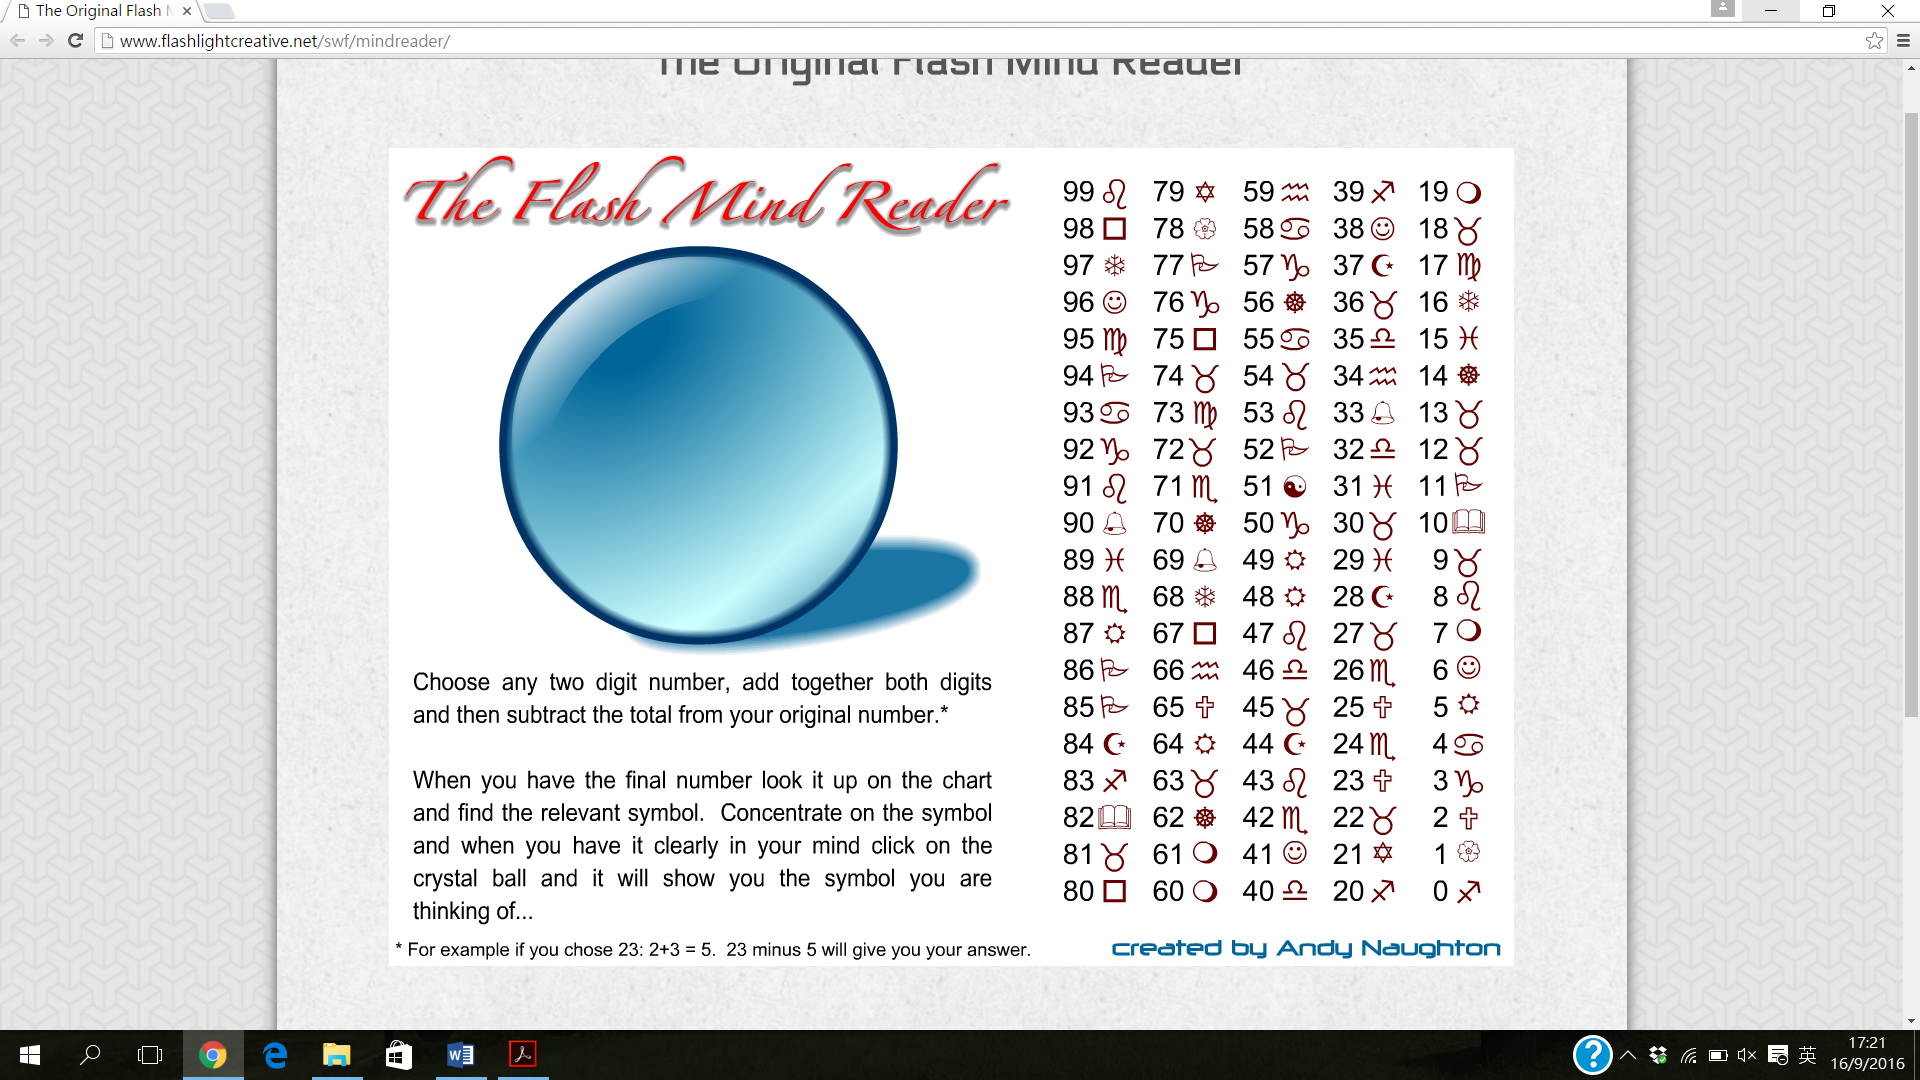 The Original Flash M
www.flashlightcreative.net/swf/mindreader/
The Original Flash Mind Reader
The Flash Mind Reader
99 ♌ 79 ✡ 59 ♒ 39 ♐ 19 ❍
98 □ 78 58 ♋ 38 ☺ 18 ♉
97 ❄ 77 57 ♑ 37 ☪ 17 ♍
96 ☺ 76 ♑ 56 ☸ 36 ♉ 16 ❄
95 ♍ 75 □ 55 ♋ 35 ♎ 15 ♓
94 74 ♉ 54 ♉ 34 ♒ 14 ☸
93 ♋ 73 ♍ 53 ♌ 33 13 ♉
92 ♑ 72 ♉ 52 32 ♎ 12 ♉
91 ♌ 71 ♏ 51 ☯ 31 ♓ 11
90 70 ☸ 50 ♑ 30 ♉ 10
89 ♓ 69 49 29 ♓ 9 ♉
88 ♏ 68 ❄ 48 28 ☪ 8 ♌
87 67 □ 47 ♌ 27 ♉ 7 ❍
86 66 ♒ 46 ♎ 26 ♏ 6 ☺
85 65 ✞ 45 ♉ 25 ✞ 5
84 ☪ 64 44 ☪ 24 ♏ 4 ♋
83 ♐ 63 ♉ 43 ♌ 23 ✞ 3 ♑
82 62 ☸ 42 ♏ 22 ♉ 2 ✞
81 ♉ 61 ❍ 41 ☺ 21 ✡ 1
80 □ 60 ❍ 40 ♎ 20 ♐ 0 ♐
Choose any two digit number, add together both digits
and then subtract the total from your original number.*
When you have the final number look it up on the chart
and find the relevant symbol. Concentrate on the symbol
and when you have it clearly in your mind click on the
crystal ball and it will show you the symbol you are
thinking of...
* For example if you chose 23: 2+3 = 5. 23 minus 5 will give you your answer.
created by Andy Naughton
英
17:21
16/9/2016